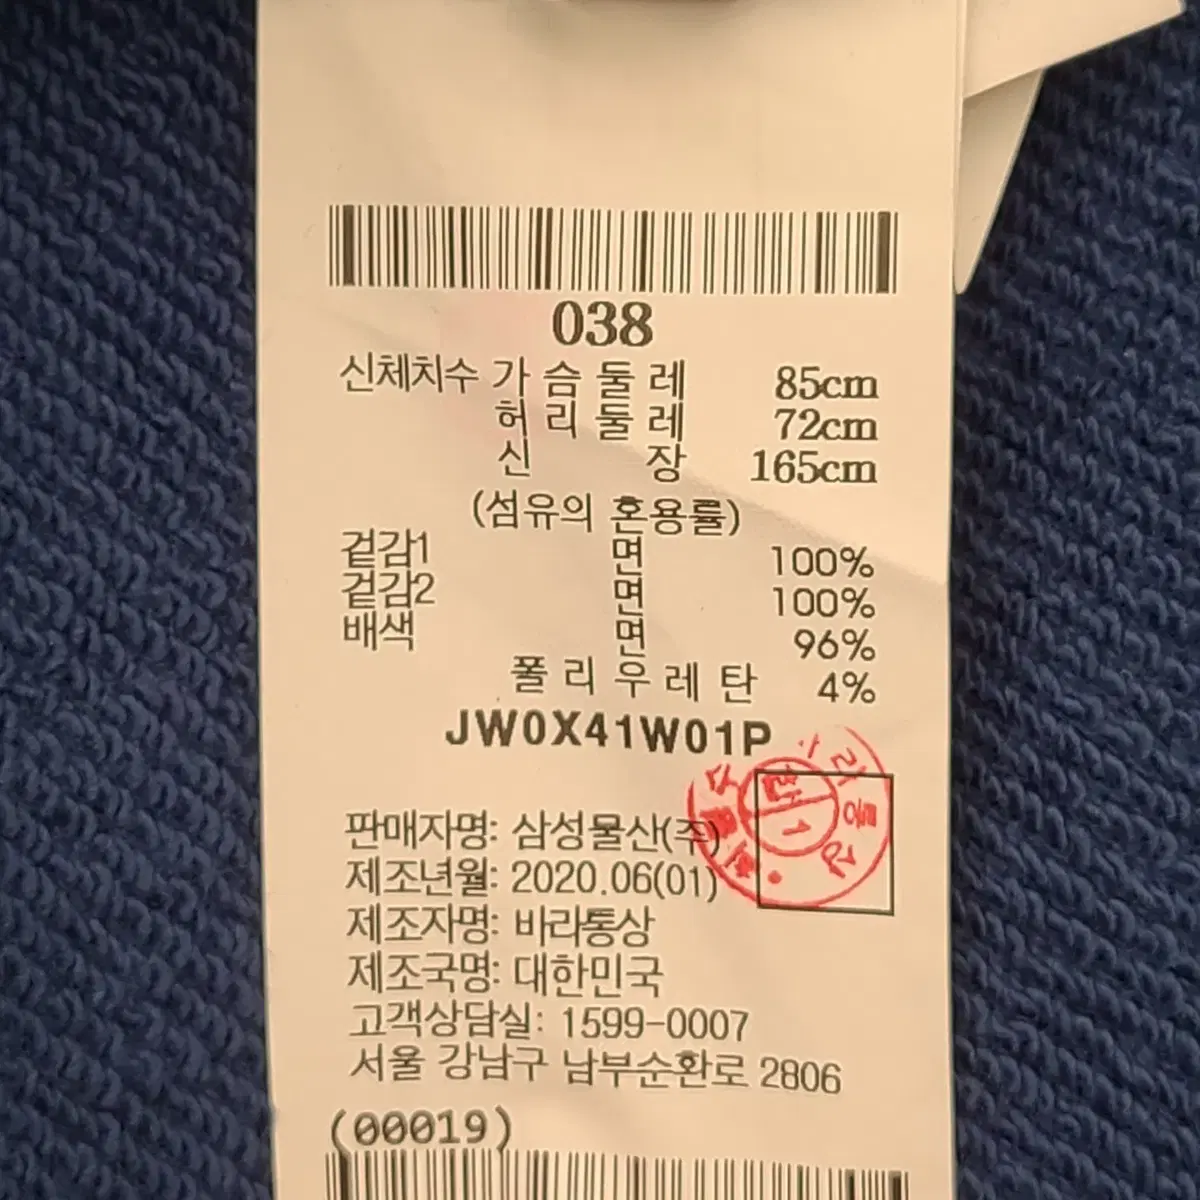 038
신체치수 가슴둘레 85cm
허리둘레 72cm
신장 165cm
(섬유의 혼용률)
겉감1 면 100%
겉감2 면 100%
배색 면 96%
폴리우레탄 4%
JW0X41W01P
판매자명: 삼성물산(주)
제조년월: 2020.06(01)
제조자명: 바라통상
제조국명: 대한민국
고객상담실: 1599-0007
서울 강남구 남부순환로 2806
(00019)